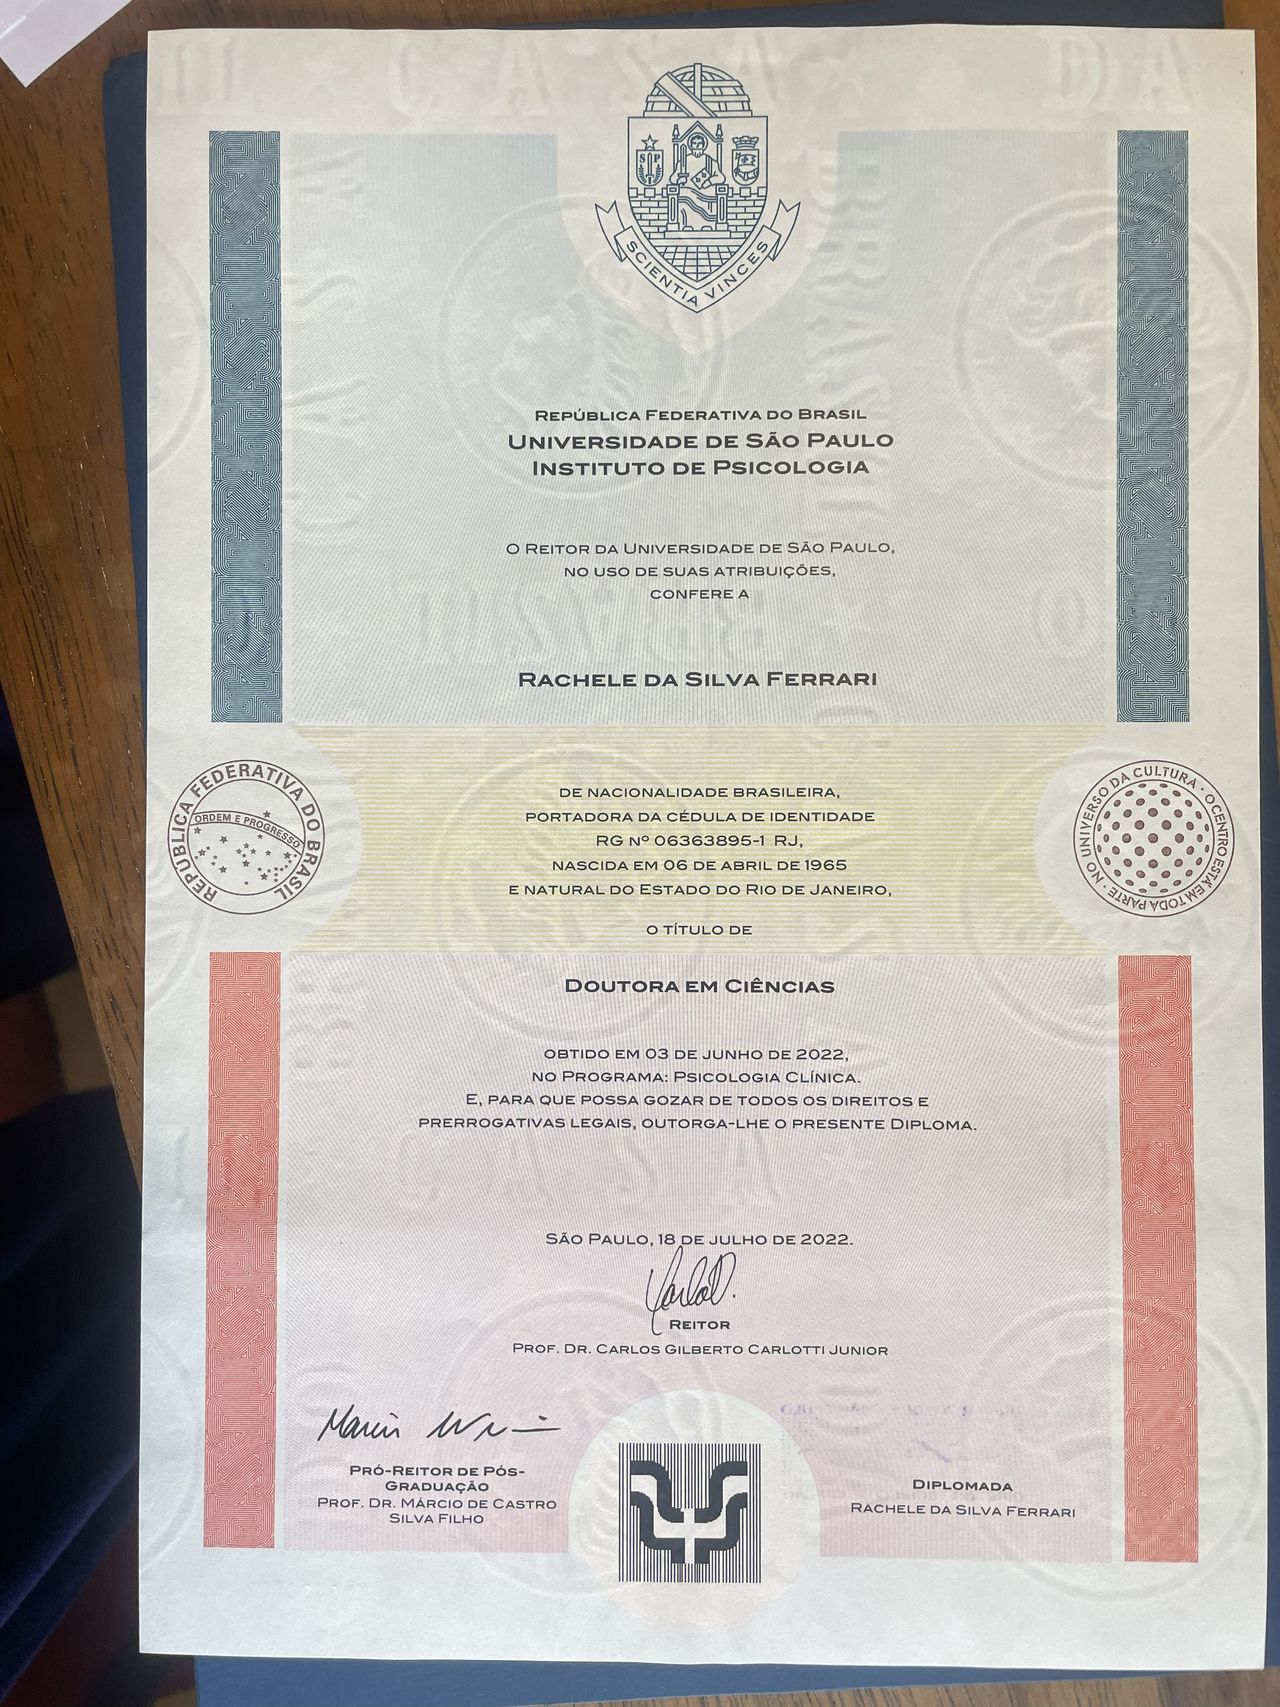 S P
SCIENTIA VINCES
República Federativa do Brasil
Universidade de São Paulo
Instituto de Psicologia
O Reitor da Universidade de São Paulo,
no uso de suas atribuições,
confere a
Rachele da Silva Ferrari
de nacionalidade brasileira,
portadora da cédula de identidade
RG nº 06363895-1 RJ,
nascida em 06 de abril de 1965
e natural do Estado do Rio de Janeiro,
o título de
REPÚBLICA FEDERATIVA DO BRASIL
ORDEM E PROGRESSO
NO UNIVERSO DA CULTURA · O CENTRO ESTÁ EM TODA PARTE ·
Doutora em Ciências
obtido em 03 de junho de 2022,
no Programa: Psicologia Clínica.
E, para que possa gozar de todos os direitos e
prerrogativas legais, outorga-lhe o presente Diploma.
São Paulo, 18 de julho de 2022.
Reitor
Prof. Dr. Carlos Gilberto Carlotti Junior
Pró-Reitor de Pós-
Graduação
Prof. Dr. Márcio de Castro
Silva Filho
Diplomada
Rachele da Silva Ferrari